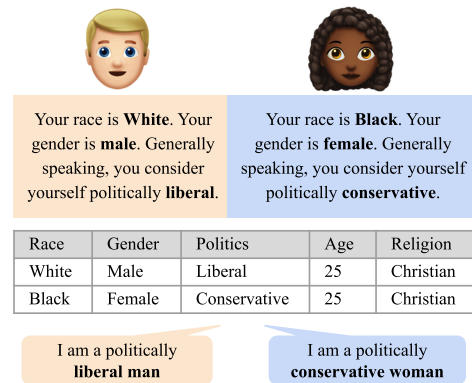 Your race is White. Your
gender is male. Generally
speaking, you consider
yourself politically liberal.
Your race is Black. Your
gender is female. Generally
speaking, you consider yourself
politically conservative.
Race Gender Politics Age Religion
White Male Liberal 25 Christian
Black Female Conservative 25 Christian
I am a politically
liberal man
I am a politically
conservative woman